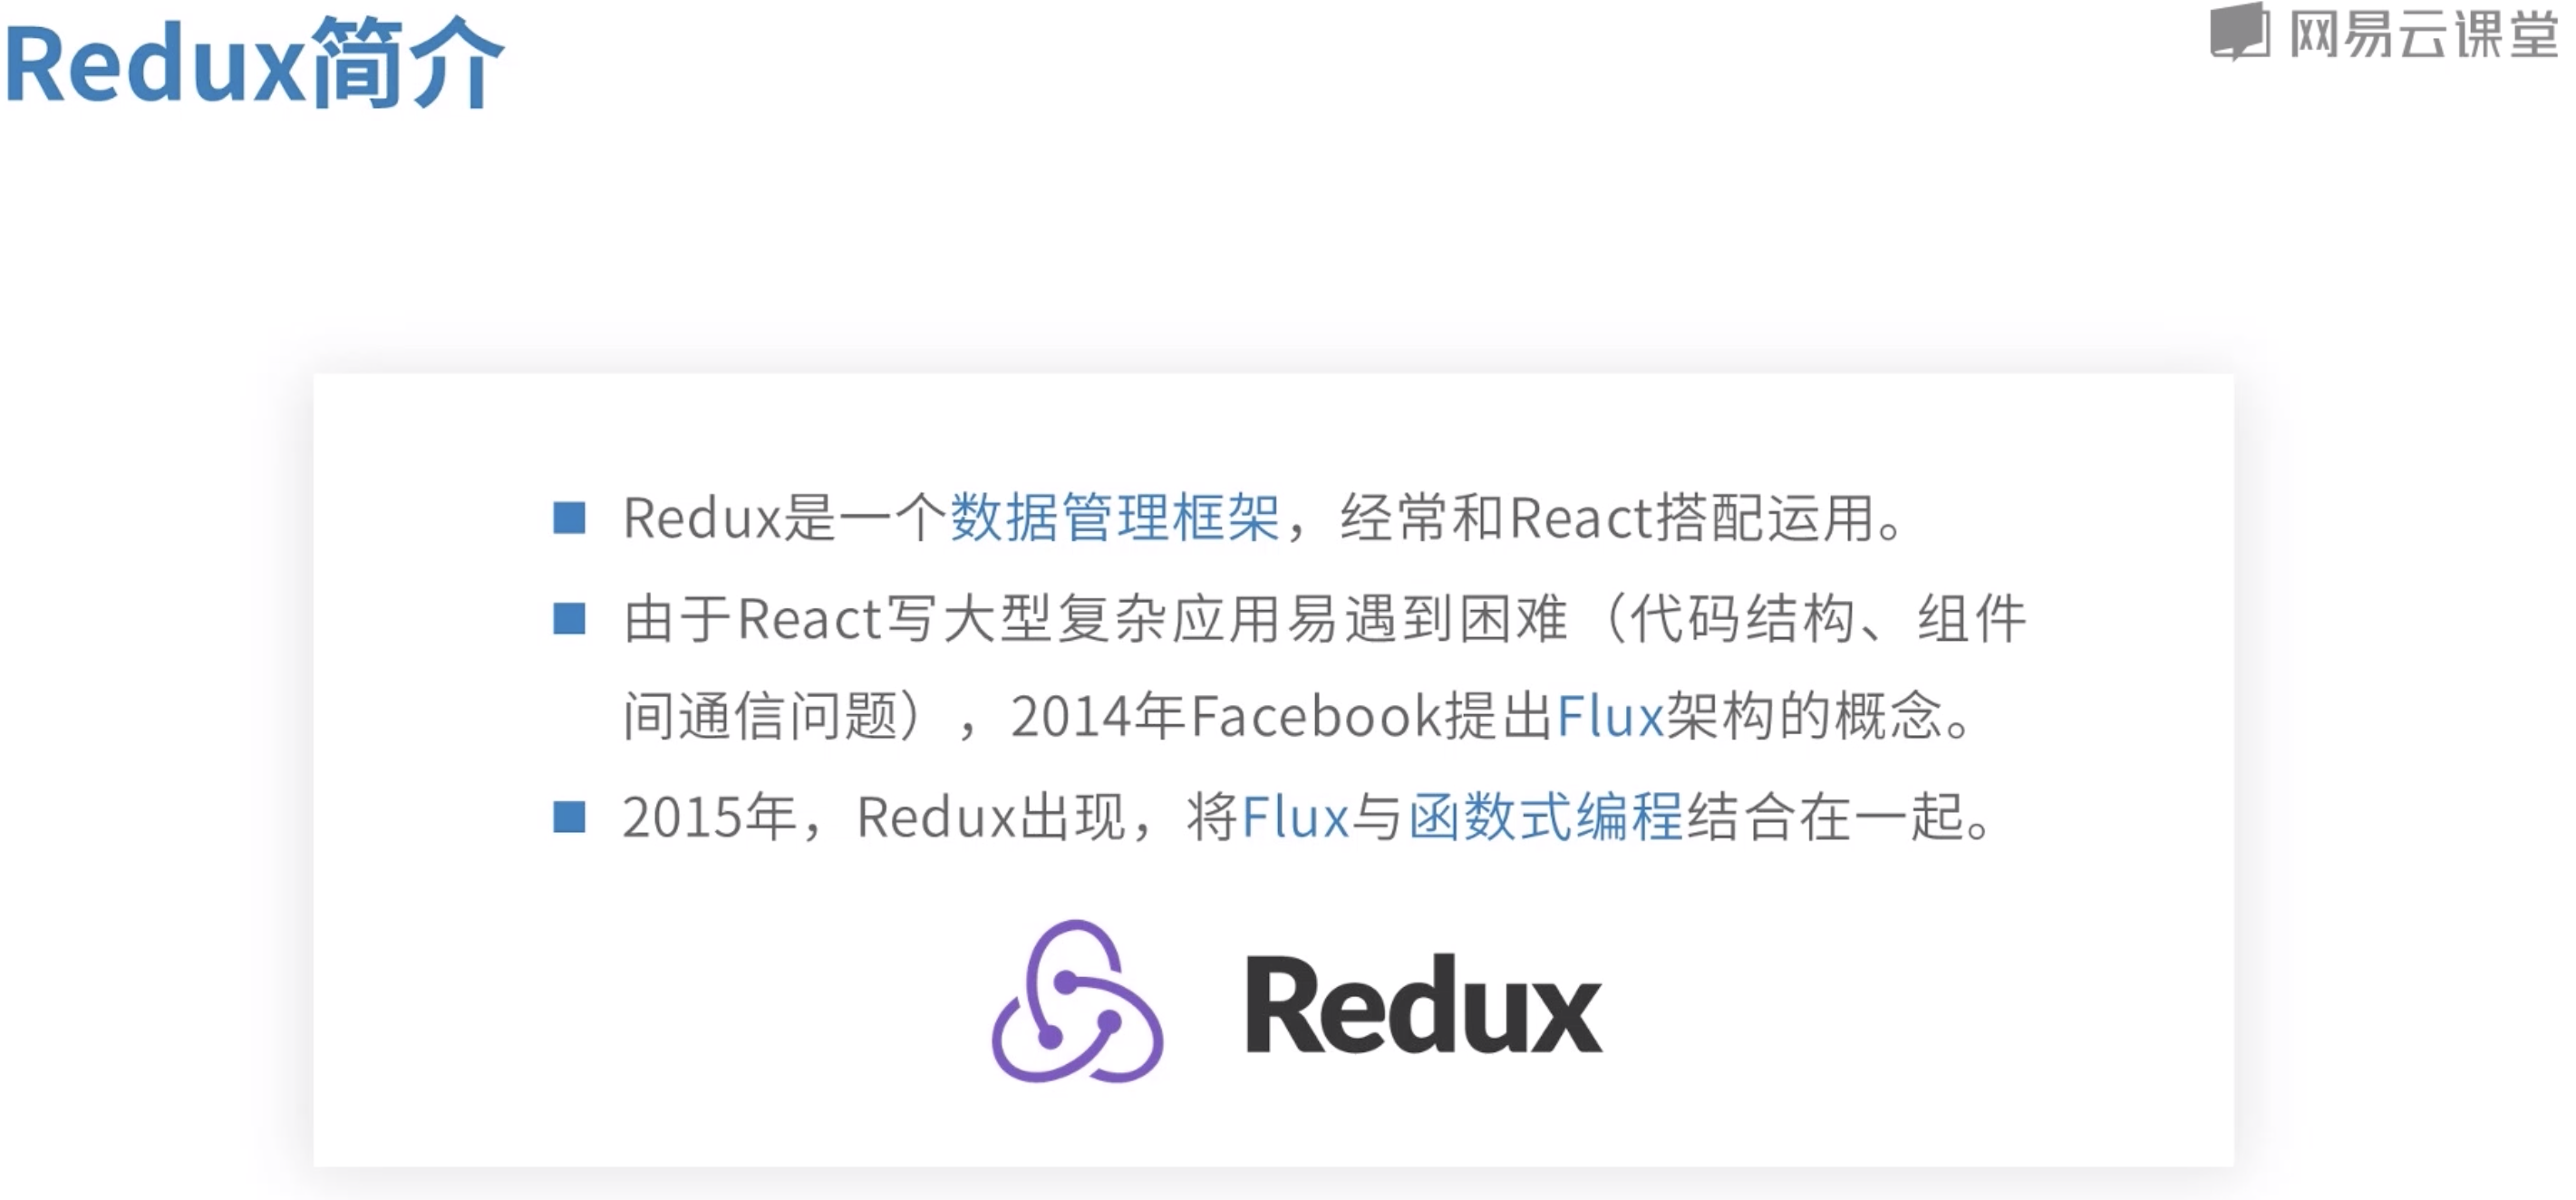 Redux简介
网易云课堂
Redux是一个数据管理框架，经常和React搭配运用。
由于React写大型复杂应用易遇到困难（代码结构、组件
间通信问题），2014年Facebook提出Flux架构的概念。
2015年，Redux出现，将Flux与函数式编程结合在一起。
Redux